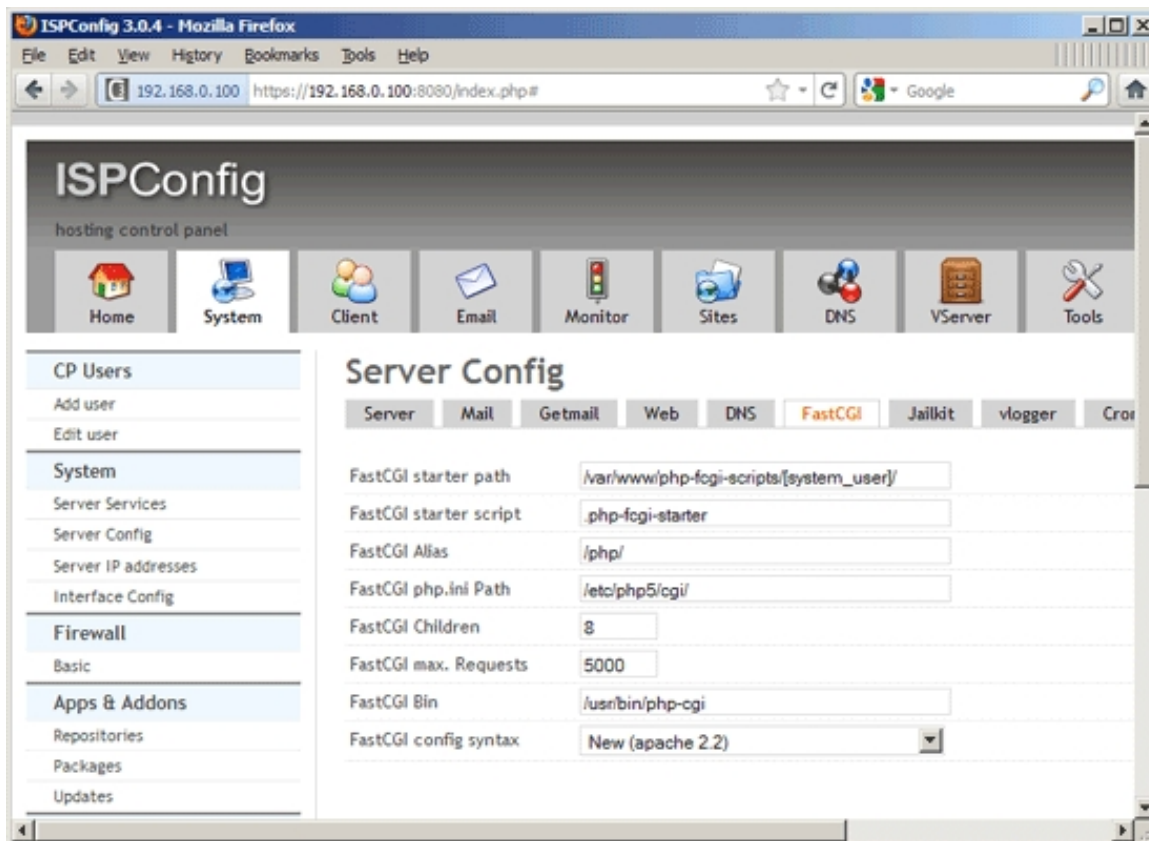 ISPConfig 3.0.4 - Mozilla Firefox
File Edit View History Bookmarks Tools Help
192.168.0.100 https://192.168.0.100:8080/index.php# Google
ISPConfig
hosting control panel
Home System Client Email Monitor Sites DNS VServer Tools
CP Users
Add user
Edit user
System
Server Services
Server Config
Server IP addresses
Interface Config
Firewall
Basic
Apps & Addons
Repositories
Packages
Updates
Server Config
Server Mail Getmail Web DNS FastCGI Jailkit vlogger Cron
FastCGI starter path /var/www/php-fcgi-scripts/[system_user]/
FastCGI starter script .php-fcgi-starter
FastCGI Alias /php/
FastCGI php.ini Path /etc/php5/cgi/
FastCGI Children 8
FastCGI max. Requests 5000
FastCGI Bin /usr/bin/php-cgi
FastCGI config syntax New (apache 2.2)